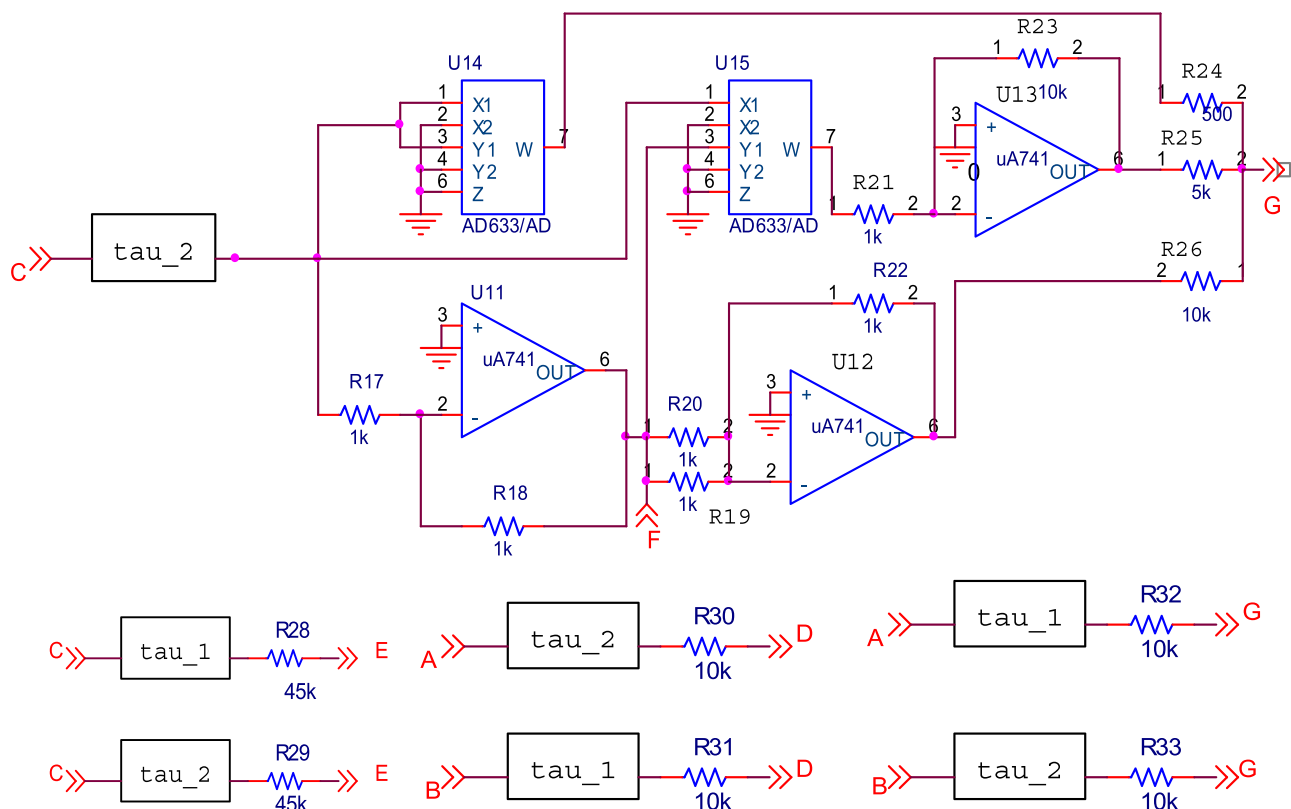 R23
1 2
10k
U14
U15
U13
R24
1 2
500
1 X1
2 X2
3 Y1
4 Y2
6 Z
W 7
AD633/AD
1 X1
2 X2
3 Y1
4 Y2
6 Z
W 7
AD633/AD
3 +
uA741
OUT 6
0
2 -
R25
1 2
5k
G
R21
1 2
1k
C
tau_2
R26
2 1
10k
R22
1 2
1k
U11
3 +
uA741
OUT 6
2 -
R17
1k
R18
1k
U12
3 +
uA741
OUT 6
2 -
R20
1 2
1k
1 2
1k
R19
F
C
tau_1
R28
45k
E
A
tau_2
R30
10k
D
A
tau_1
R32
10k
G
C
tau_2
R29
45k
E
B
tau_1
R31
10k
D
B
tau_2
R33
10k
G